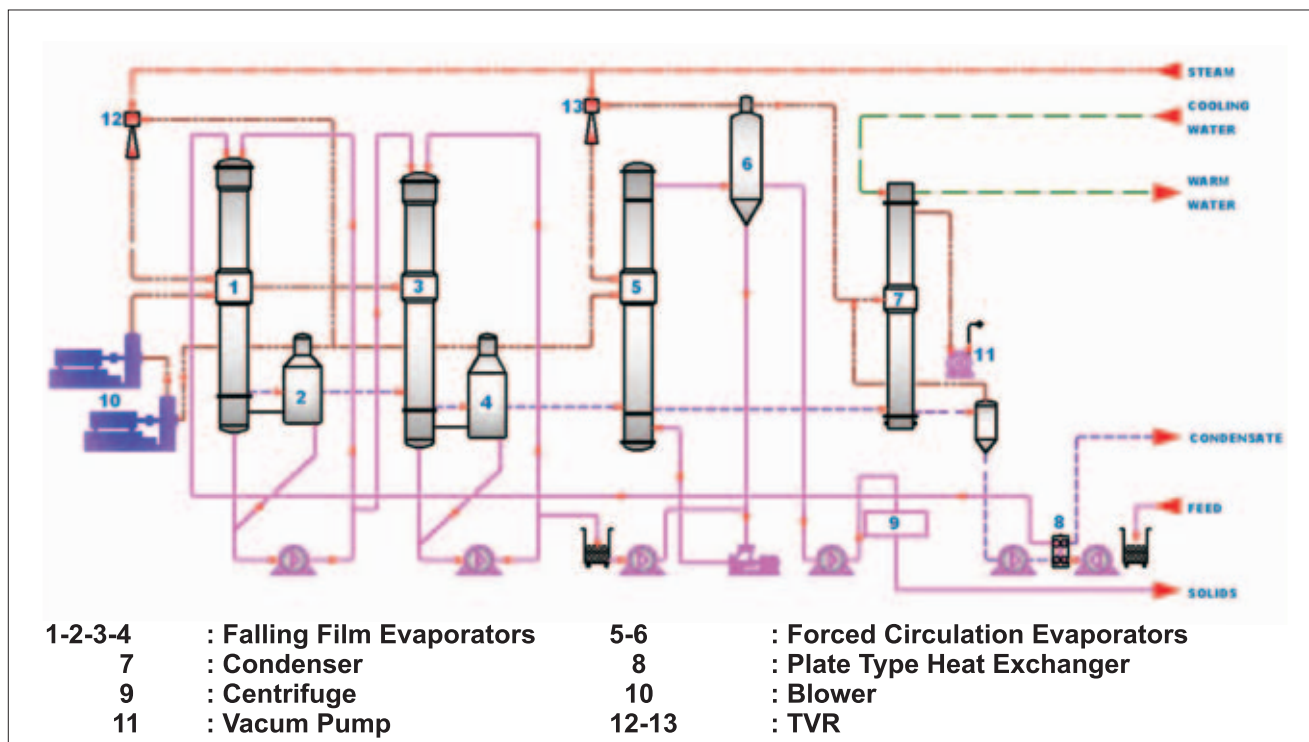 STEAM
12
13
COOLING
WATER
6
WARM
WATER
1
3
5
7
11
2
4
10
CONDENSATE
FEED
9
8
SOLIDS
1-2-3-4 : Falling Film Evaporators 5-6 : Forced Circulation Evaporators
7 : Condenser 8 : Plate Type Heat Exchanger
9 : Centrifuge 10 : Blower
11 : Vacum Pump 12-13 : TVR